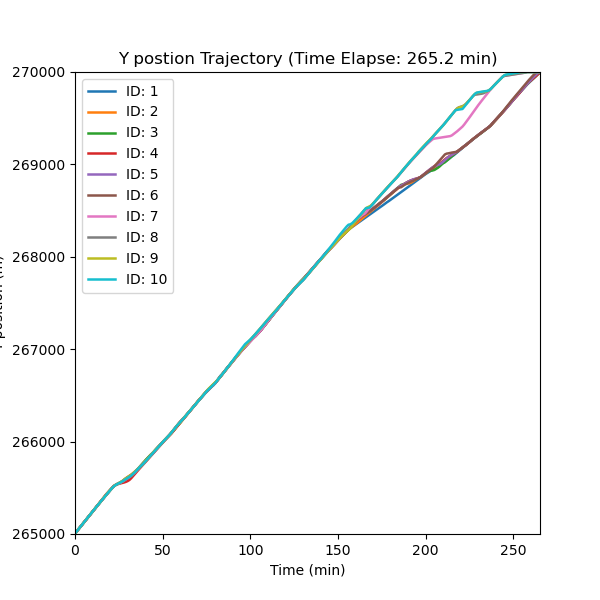 Y postion Trajectory (Time Elapse: 265.2 min)
270000
269000
268000
267000
266000
265000
ID: 1
ID: 2
ID: 3
ID: 4
ID: 5
ID: 6
ID: 7
ID: 8
ID: 9
ID: 10
0 50 100 150 200 250
Time (min)